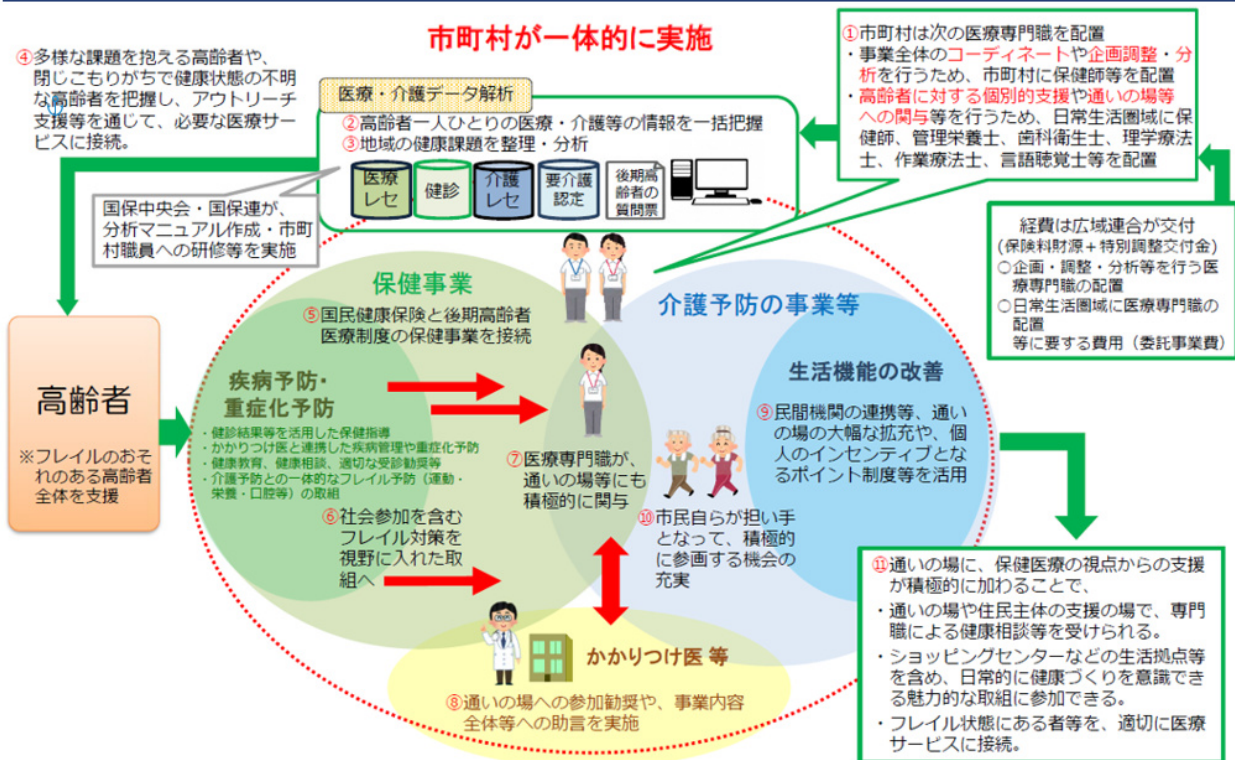 市町村が一体的に実施
④多様な課題を抱える高齢者や、
閉じこもりがちで健康状態の不明
な高齢者を把握し、アウトリーチ
支援等を通じて、必要な医療サー
ビスに接続。
医療・介護データ解析
②高齢者一人ひとりの医療・介護等の情報を一括把握
③地域の健康課題を整理・分析
医療
レセ
健診
介護
レセ
要介護
認定
後期高
齢者の
質問票
①市町村は次の医療専門職を配置
・事業全体のコーディネートや企画調整・分
析を行うため、市町村に保健師等を配置
・高齢者に対する個別的支援や通いの場等
への関与等を行うため、日常生活圏域に保
健師、管理栄養士、歯科衛生士、理学療法
士、作業療法士、言語聴覚士等を配置
国保中央会・国保連が、
分析マニュアル作成・市町
村職員への研修等を実施
経費は広域連合が交付
(保険料財源+特別調整交付金)
○企画・調整・分析等を行う医
療専門職の配置
○日常生活圏域に医療専門職の
配置
等に要する費用(委託事業費)
保健事業
⑤国民健康保険と後期高齢者
医療制度の保健事業を接続
介護予防の事業等
高齢者
※フレイルのおそ
れのある高齢者
全体を支援
疾病予防・
重症化予防
・健診結果等を活用した保健指導
・かかりつけ医と連携した疾病管理や重症化予防
・健康教育、健康相談、適切な受診勧奨等
・介護予防との一体的なフレイル予防(運動・
栄養・口腔等)の取組
⑥社会参加を含む
フレイル対策を
視野に入れた取
組へ
⑦医療専門職が、
通いの場等にも
積極的に関与
生活機能の改善
⑨民間機関の連携等、通い
の場の大幅な拡充や、個
人のインセンティブとな
るポイント制度等を活用
⑩市民自らが担い手
となって、積極的
に参画する機会の
充実
かかりつけ医 等
⑧通いの場への参加勧奨や、事業内容
全体等への助言を実施
⑪通いの場に、保健医療の視点からの支援
が積極的に加わることで、
・通いの場や住民主体の支援の場で、専門
職による健康相談等を受けられる。
・ショッピングセンターなどの生活拠点等
を含め、日常的に健康づくりを意識でき
る魅力的な取組に参加できる。
・フレイル状態にある者等を、適切に医療
サービスに接続。